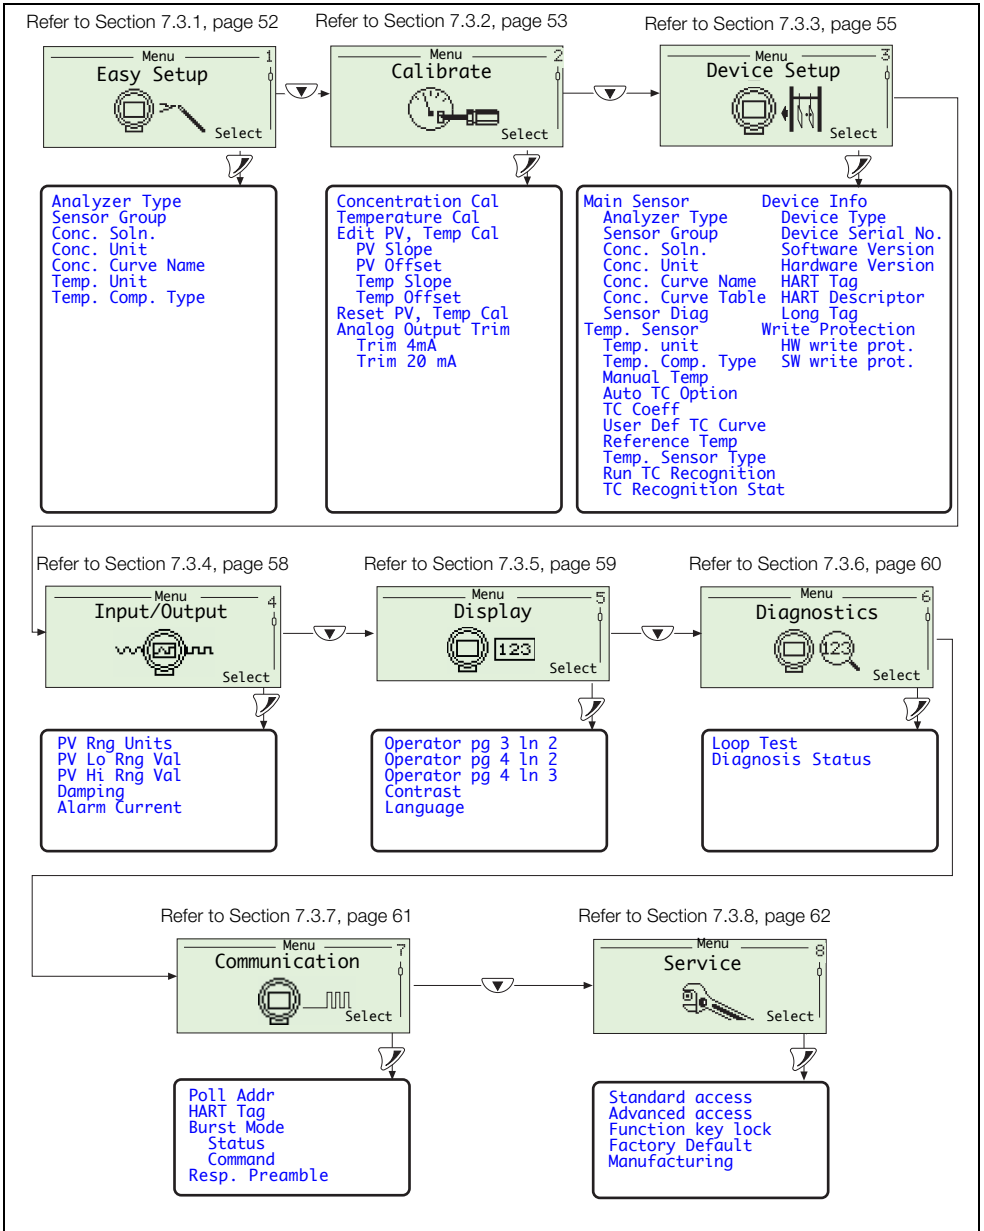 Refer to Section 7.3.1, page 52
Menu
1
Easy Setup
Select
Analyzer Type
Sensor Group
Conc. Soln.
Conc. Unit
Conc. Curve Name
Temp. Unit
Temp. Comp. Type
Refer to Section 7.3.2, page 53
Menu
2
Calibrate
Select
Concentration Cal
Temperature Cal
Edit PV, Temp Cal
PV Slope
PV Offset
Temp Slope
Temp Offset
Reset PV, Temp Cal
Analog Output Trim
Trim 4mA
Trim 20 mA
Refer to Section 7.3.3, page 55
Menu
3
Device Setup
Select
Main Sensor
Analyzer Type
Sensor Group
Conc. Soln.
Conc. Unit
Conc. Curve Name
Conc. Curve Table
Sensor Diag
Temp. Sensor
Temp. unit
Temp. Comp. Type
Manual Temp
Auto TC Option
TC Coeff
User Def TC Curve
Reference Temp
Temp. Sensor Type
Run TC Recognition
TC Recognition Stat
Device Info
Device Type
Device Serial No.
Software Version
Hardware Version
HART Tag
HART Descriptor
Long Tag
Write Protection
HW write prot.
SW write prot.
Refer to Section 7.3.4, page 58
Menu
4
Input/Output
Select
PV Rng Units
PV Lo Rng Val
PV Hi Rng Val
Damping
Alarm Current
Refer to Section 7.3.5, page 59
Menu
5
Display
123
Select
Operator pg 3 ln 2
Operator pg 4 ln 2
Operator pg 4 ln 3
Contrast
Language
Refer to Section 7.3.6, page 60
Menu
6
Diagnostics
123
Select
Loop Test
Diagnosis Status
Refer to Section 7.3.7, page 61
Menu
7
Communication
Select
Poll Addr
HART Tag
Burst Mode
Status
Command
Resp. Preamble
Refer to Section 7.3.8, page 62
Menu
8
Service
Select
Standard access
Advanced access
Function key lock
Factory Default
Manufacturing